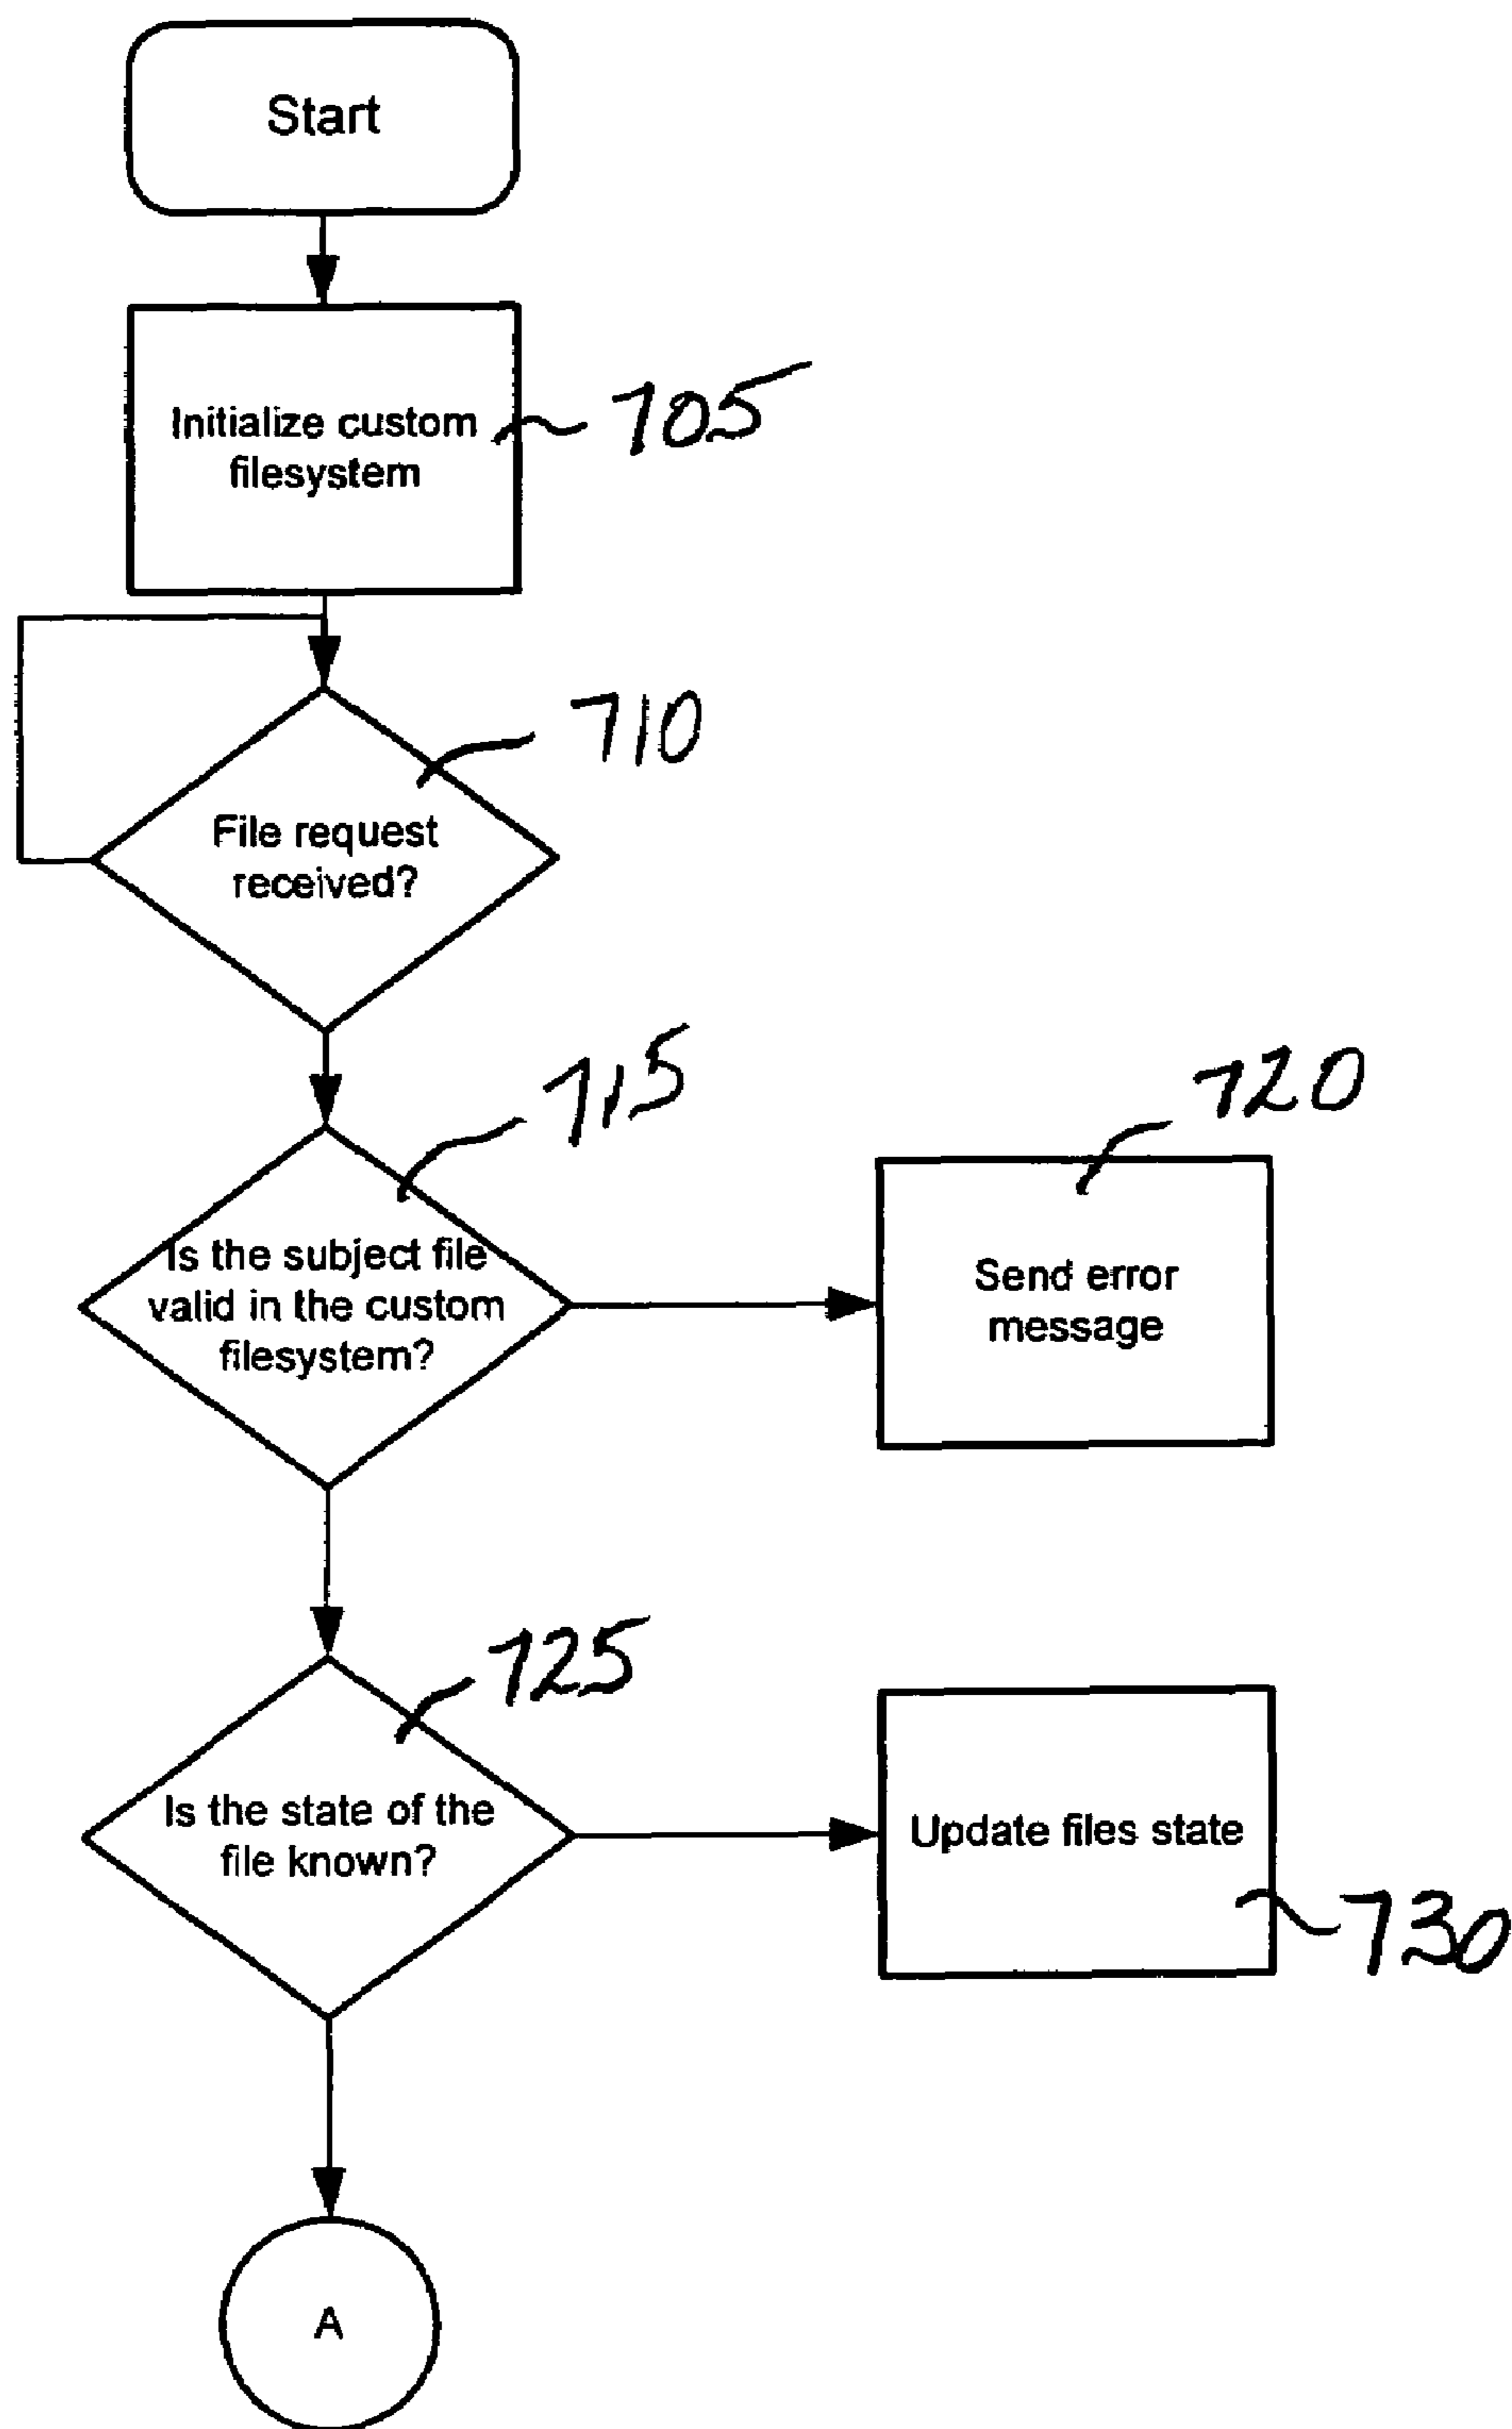 Start
Initialize custom
filesystem
705
710
File request
received?
715
Is the subject file
valid in the custom
filesystem?
720
Send error
message
725
Is the state of the
file known?
Update files state
730
A